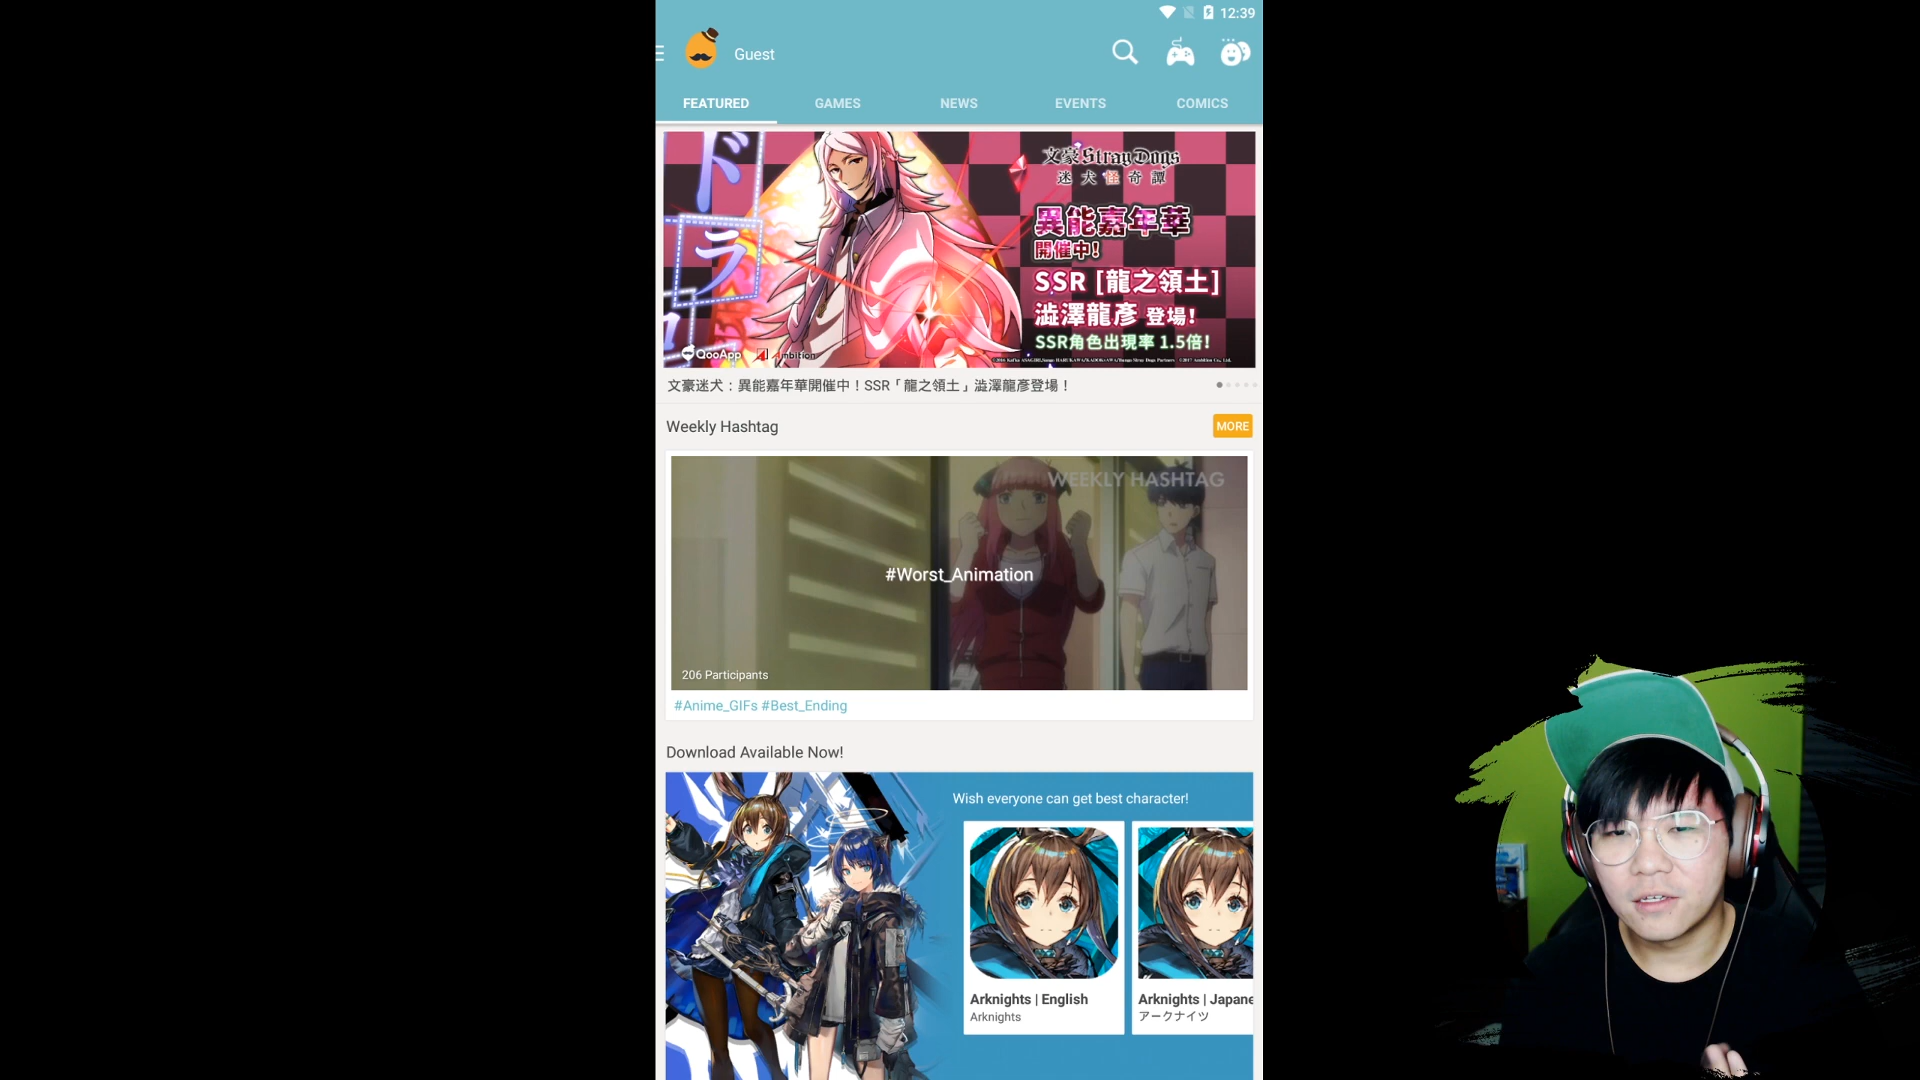 12:39
Guest
FEATURED
GAMES
NEWS
EVENTS
COMICS
ドラ
文豪StrayDogs
迷犬怪奇譚
異能嘉年華
開催中!
SSR [龍之領土]
澁澤龍彥 登場!
SSR角色出現率 1.5倍!
QooApp
Ambition
文豪迷犬：異能嘉年華開催中！SSR「龍之領土」澁澤龍彥登場！
Weekly Hashtag
MORE
WEEKLY HASHTAG
#Worst_Animation
206 Participants
#Anime_GIFs #Best_Ending
Download Available Now!
Wish everyone can get best character!
Arknights | English
Arknights
Arknights | Japane
アークナイツ